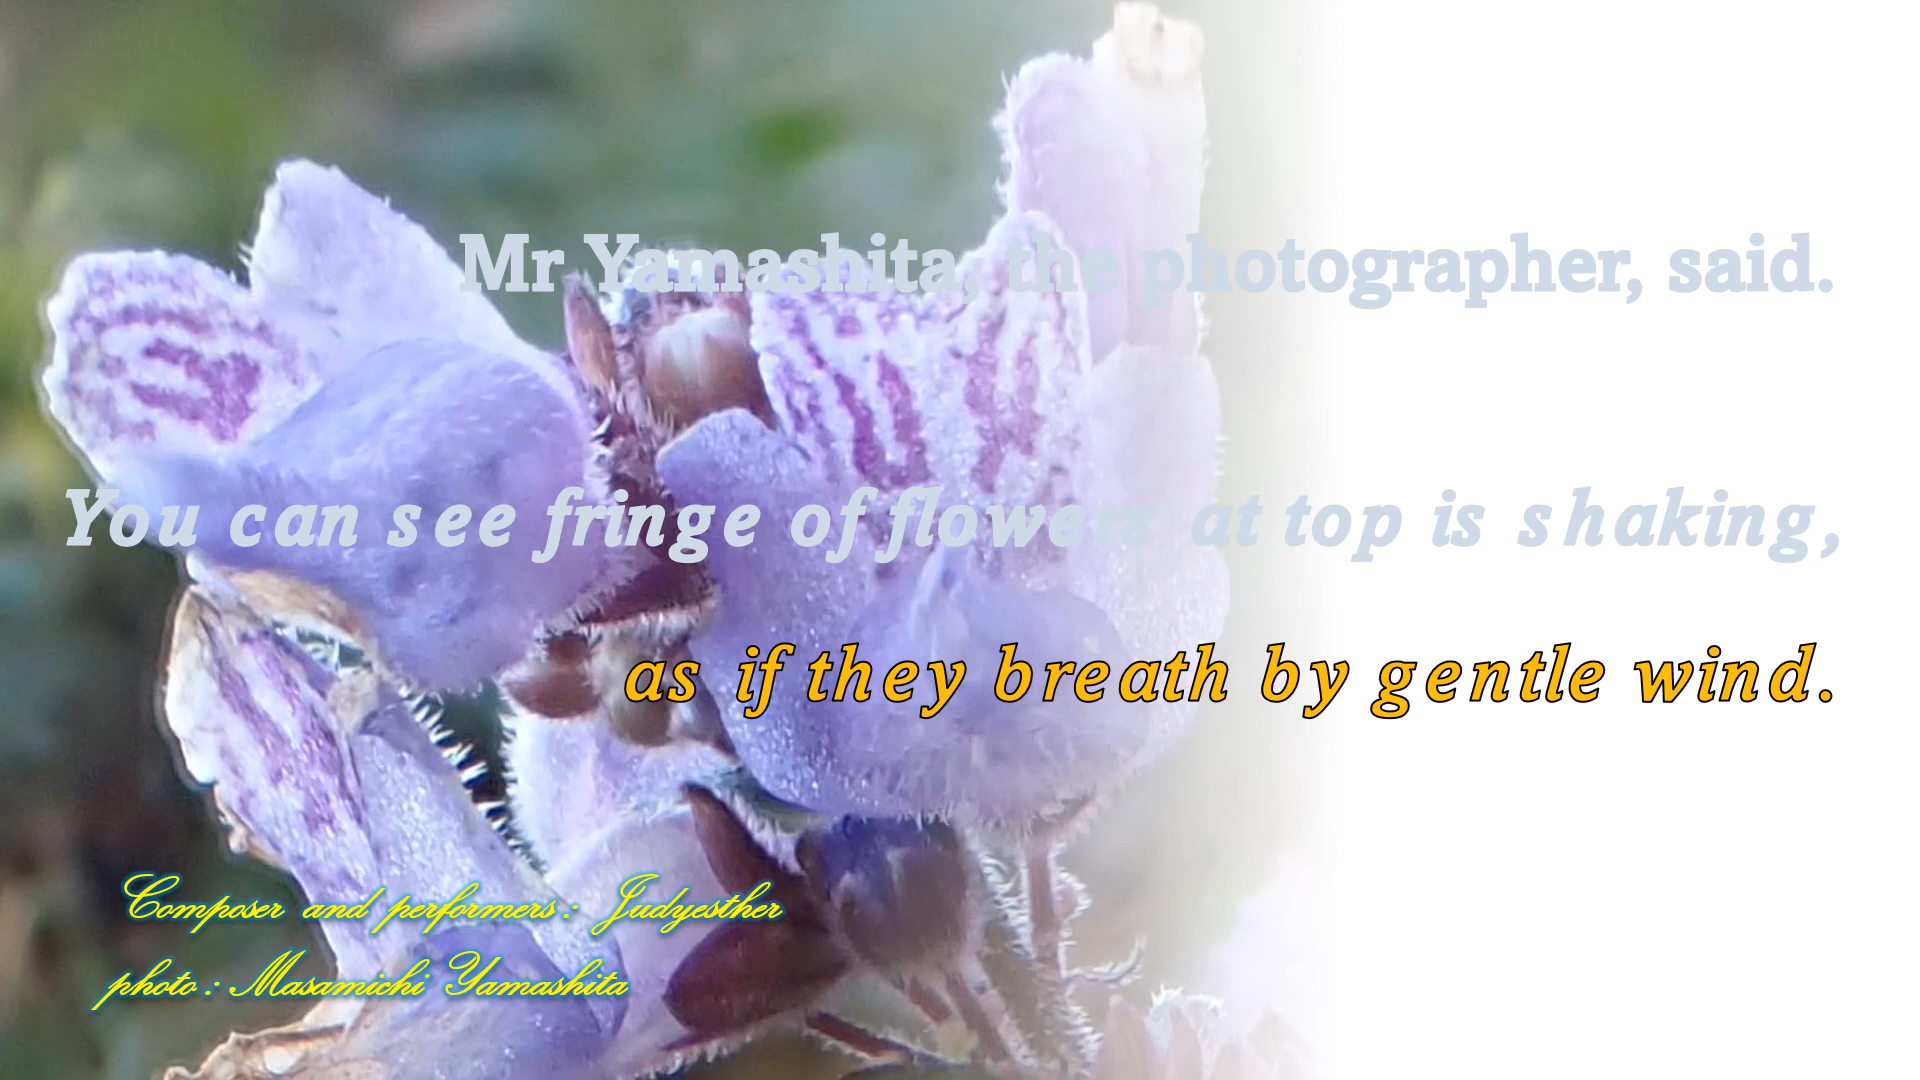 Mr Yamashita, the photographer, said.
You can see fringe of flowers at top is shaking,
as if they breath by gentle wind.
Composer and performers : Judyesther
photo : Masamichi Yamashita